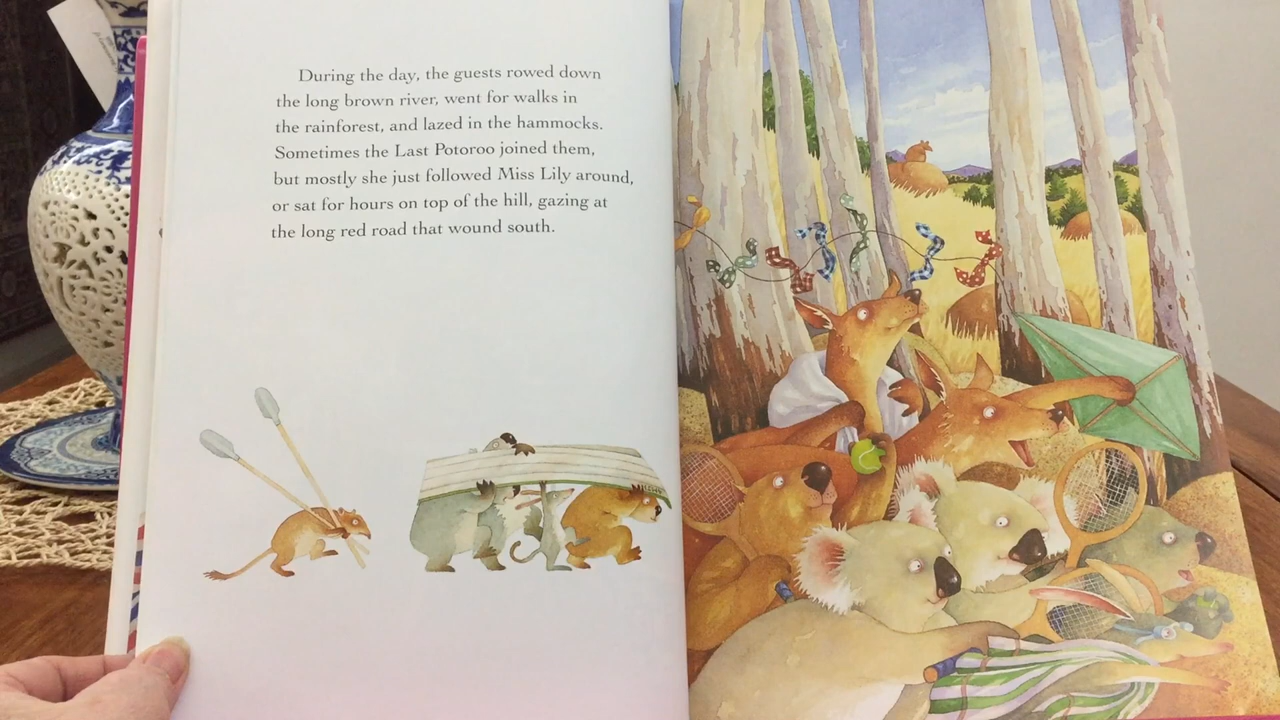 During the day, the guests rowed down
the long brown river, went for walks in
the rainforest, and lazed in the hammocks.
Sometimes the Last Potoroo joined them,
but mostly she just followed Miss Lily around,
or sat for hours on top of the hill, gazing at
the long red road that wound south.